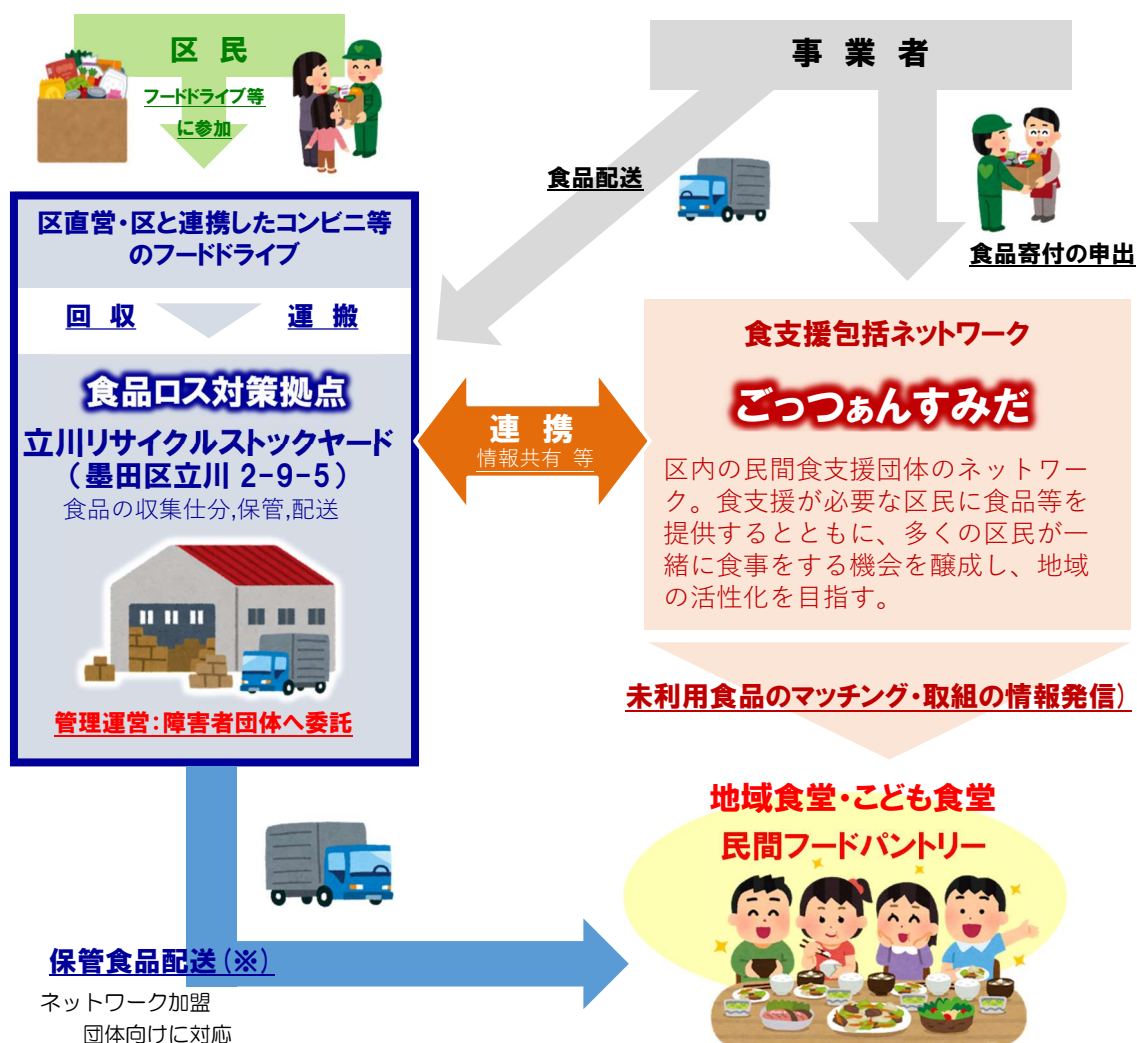 区 民
フードドライブ等
に参加
事 業 者
食品配送
食品寄付の申出
区直営・区と連携したコンビニ等
のフードドライブ
回 収
運 搬
食品ロス対策拠点
立川リサイクルストックヤード
（墨田区立川 2-9-5）
食品の収集仕分,保管,配送
管理運営：障害者団体へ委託
連 携
情報共有 等
食支援包括ネットワーク
ごっつぁんすみだ
区内の民間食支援団体のネットワー
ク。食支援が必要な区民に食品等を
提供するとともに、多くの区民が一
緒に食事をする機会を醸成し、地域
の活性化を目指す。
未利用食品のマッチング・取組の情報発信）
地域食堂・こども食堂
民間フードパントリー
保管食品配送（※）
ネットワーク加盟
団体向けに対応